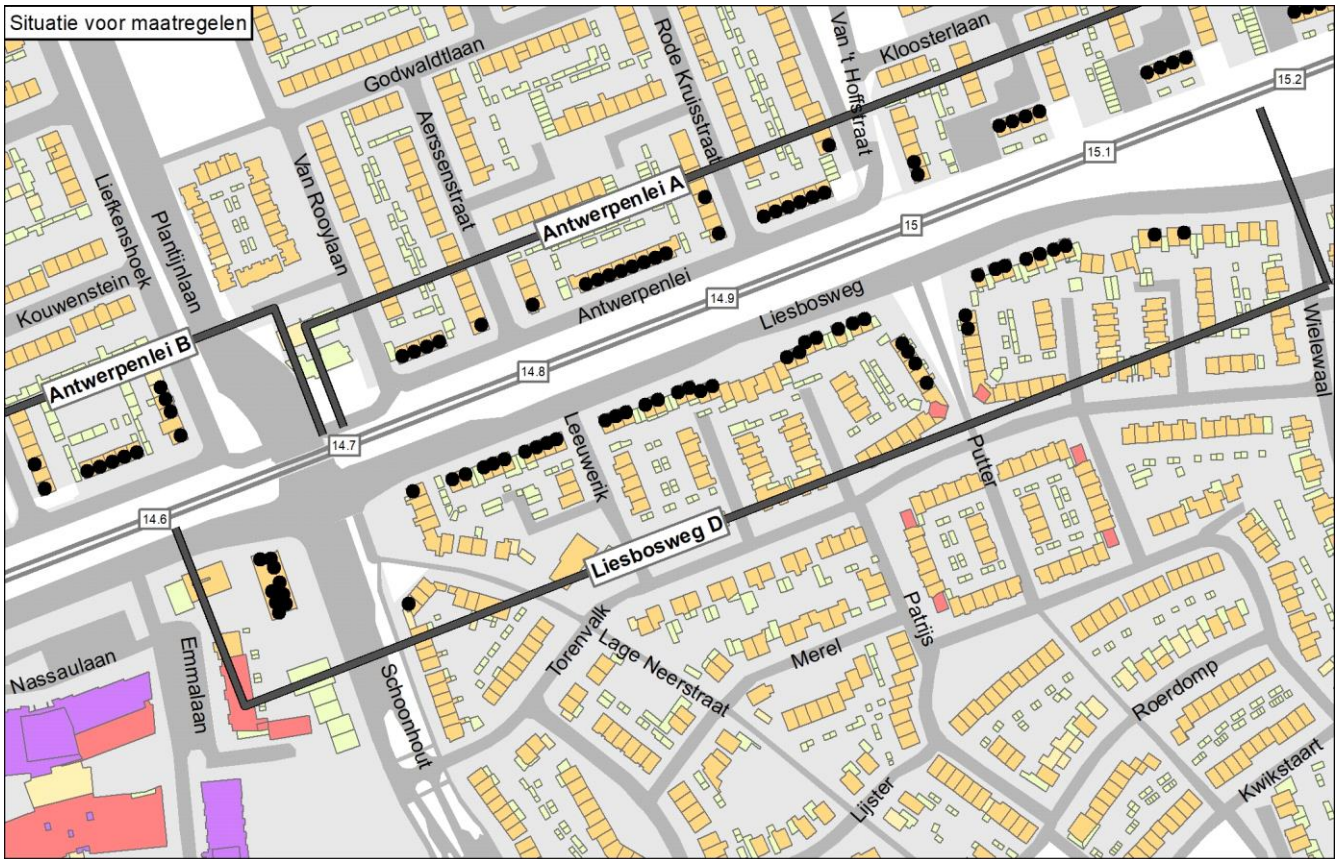 Situatie voor maatregelen
Godwaldtlaan
Rode Kruisstraat
Van 't Hoffstraat
Kloosterlaan
15.2
Aerssenstraat
15.1
Liefkenshoek
Plantijnlaan
Van Rooylaan
Antwerpenlei A
15
Kouwenstein
Antwerpenlei
14.9
Liesbosweg
Wielewaal
Antwerpenlei B
14.8
14.7
Leeuwerik
Putter
14.6
Liesbosweg D
Nassaulaan
Emmalaan
Schoonhout
Torenvalk
Lage Neerstraat
Merel
Patrijs
Roerdomp
Lijster
Kwikstaart